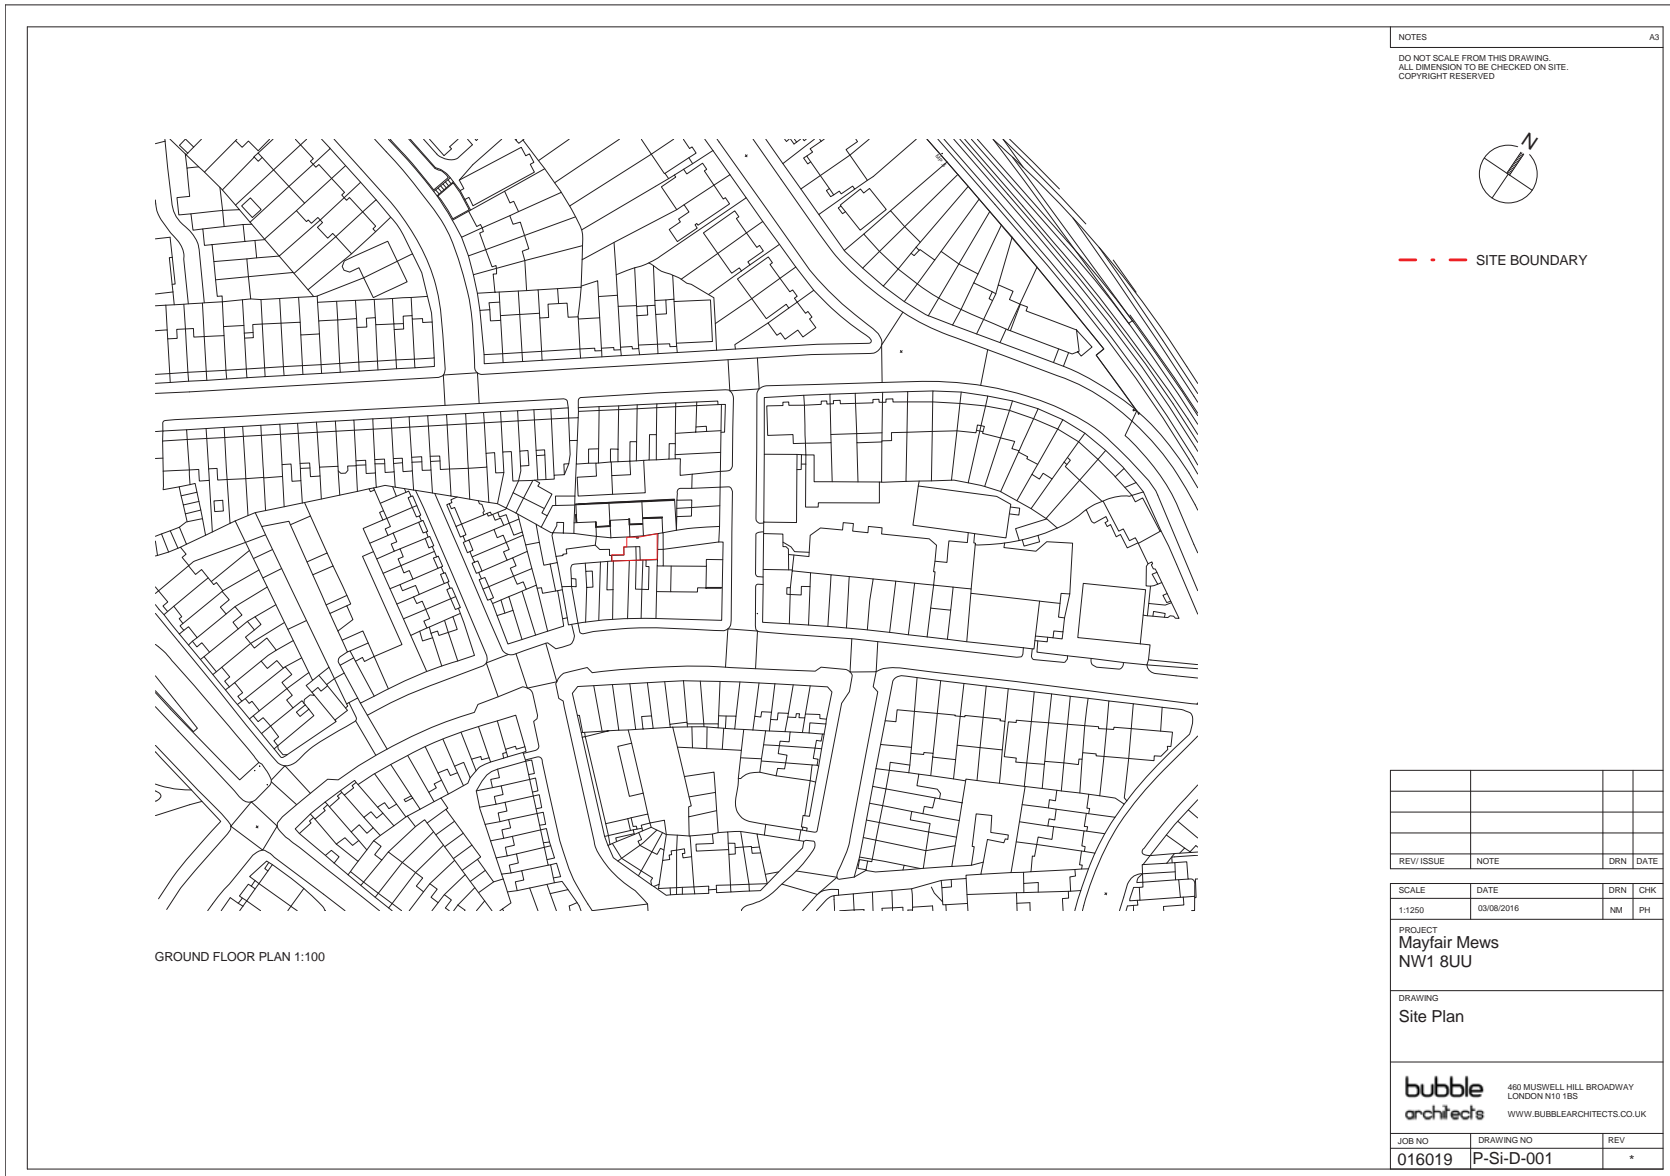 NOTES A3
DO NOT SCALE FROM THIS DRAWING.
ALL DIMENSION TO BE CHECKED ON SITE.
COPYRIGHT RESERVED
N
SITE BOUNDARY
GROUND FLOOR PLAN 1:100
REV/ ISSUE NOTE DRN DATE
SCALE DATE DRN CHK
1:1250 03/08/2016 NM PH
PROJECT
Mayfair Mews
NW1 8UU
DRAWING
Site Plan
bubble
architects
460 MUSWELL HILL BROADWAY
LONDON N10 1BS
WWW.BUBBLEARCHITECTS.CO.UK
JOB NO DRAWING NO REV
016019 P-Si-D-001 *